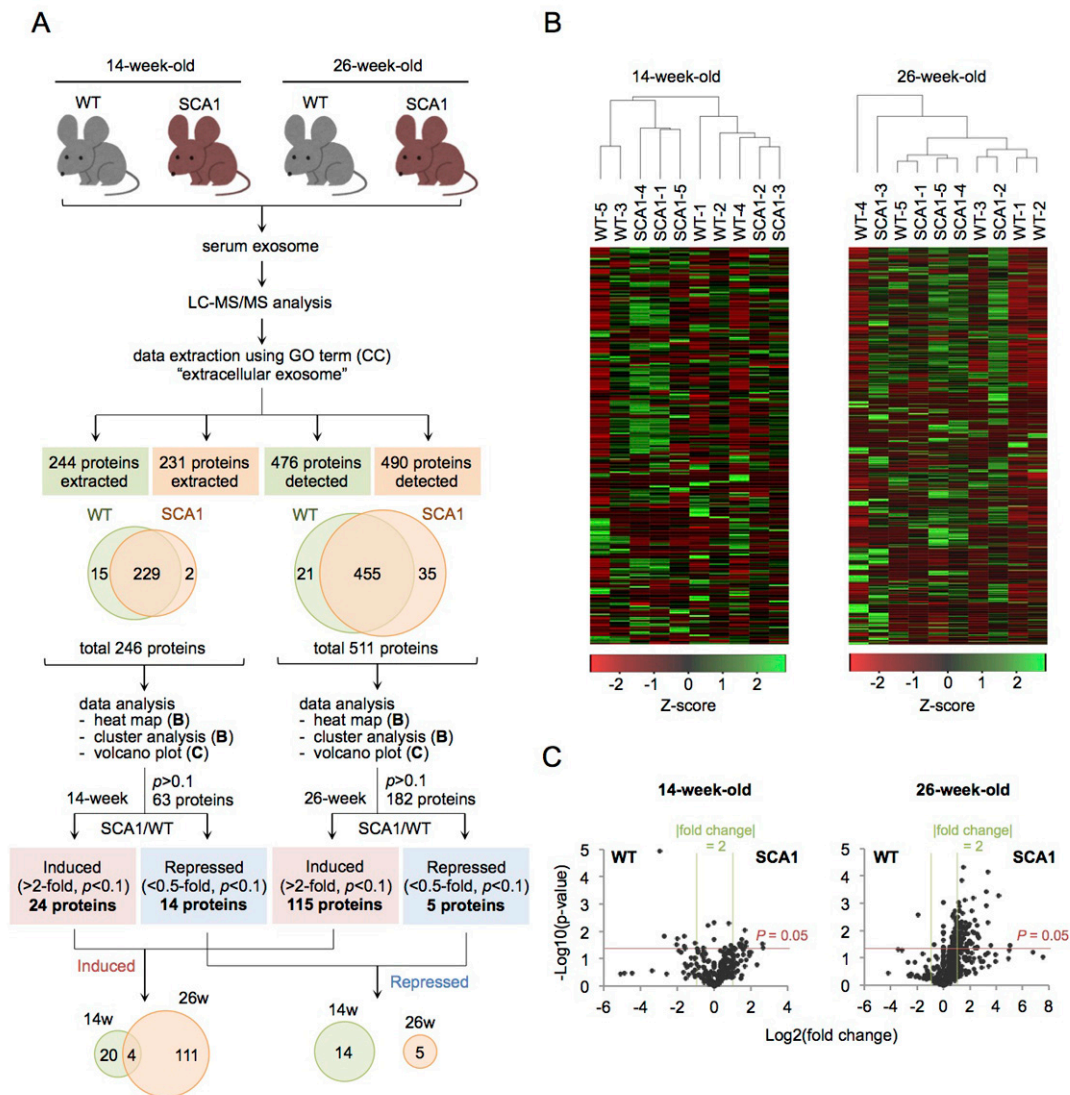 A
14-week-old
26-week-old
WT
SCA1
WT
SCA1
serum exosome
LC-MS/MS analysis
data extraction using GO term (CC)
“extracellular exosome”
244 proteins
extracted
231 proteins
extracted
476 proteins
detected
490 proteins
detected
WT
SCA1
15
229
2
WT
SCA1
21
455
35
total 246 proteins
total 511 proteins
data analysis
- heat map (B)
- cluster analysis (B)
- volcano plot (C)
data analysis
- heat map (B)
- cluster analysis (B)
- volcano plot (C)
14-week
p>0.1
63 proteins
26-week
p>0.1
182 proteins
SCA1/WT
SCA1/WT
Induced
(>2-fold, p<0.1)
24 proteins
Repressed
(<0.5-fold, p<0.1)
14 proteins
Induced
(>2-fold, p<0.1)
115 proteins
Repressed
(<0.5-fold, p<0.1)
5 proteins
Induced
Repressed
14w
26w
20
4
111
14w
26w
14
5
B
14-week-old
WT-5
WT-3
SCA1-4
SCA1-1
SCA1-5
WT-1
WT-2
WT-4
SCA1-2
SCA1-3
-2 -1 0 1 2
Z-score
26-week-old
WT-4
SCA1-3
WT-5
SCA1-1
SCA1-5
SCA1-4
WT-3
SCA1-2
WT-1
WT-2
-2 -1 0 1 2
Z-score
C
14-week-old
|fold change|
= 2
WT
SCA1
P = 0.05
-Log10(p-value)
5
4
3
2
1
0
-6 -4 -2 0 2 4
26-week-old
|fold change|
= 2
WT
SCA1
P = 0.05
5
4
3
2
1
0
-6 -4 -2 0 2 4 6 8
Log2(fold change)